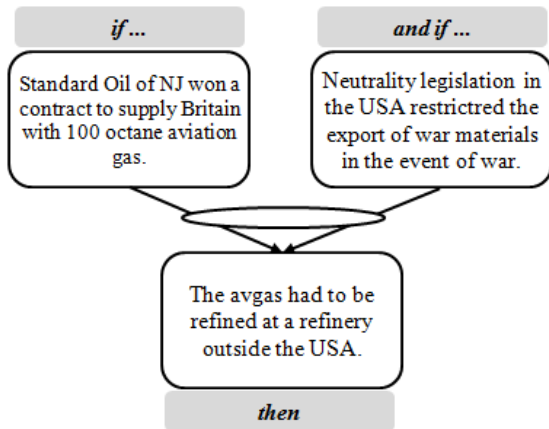 if ...
Standard Oil of NJ won a
contract to supply Britain
with 100 octane aviation
gas.
and if ...
Neutrality legislation in
the USA restrictred the
export of war materials
in the event of war.
The avgas had to be
refined at a refinery
outside the USA.
then